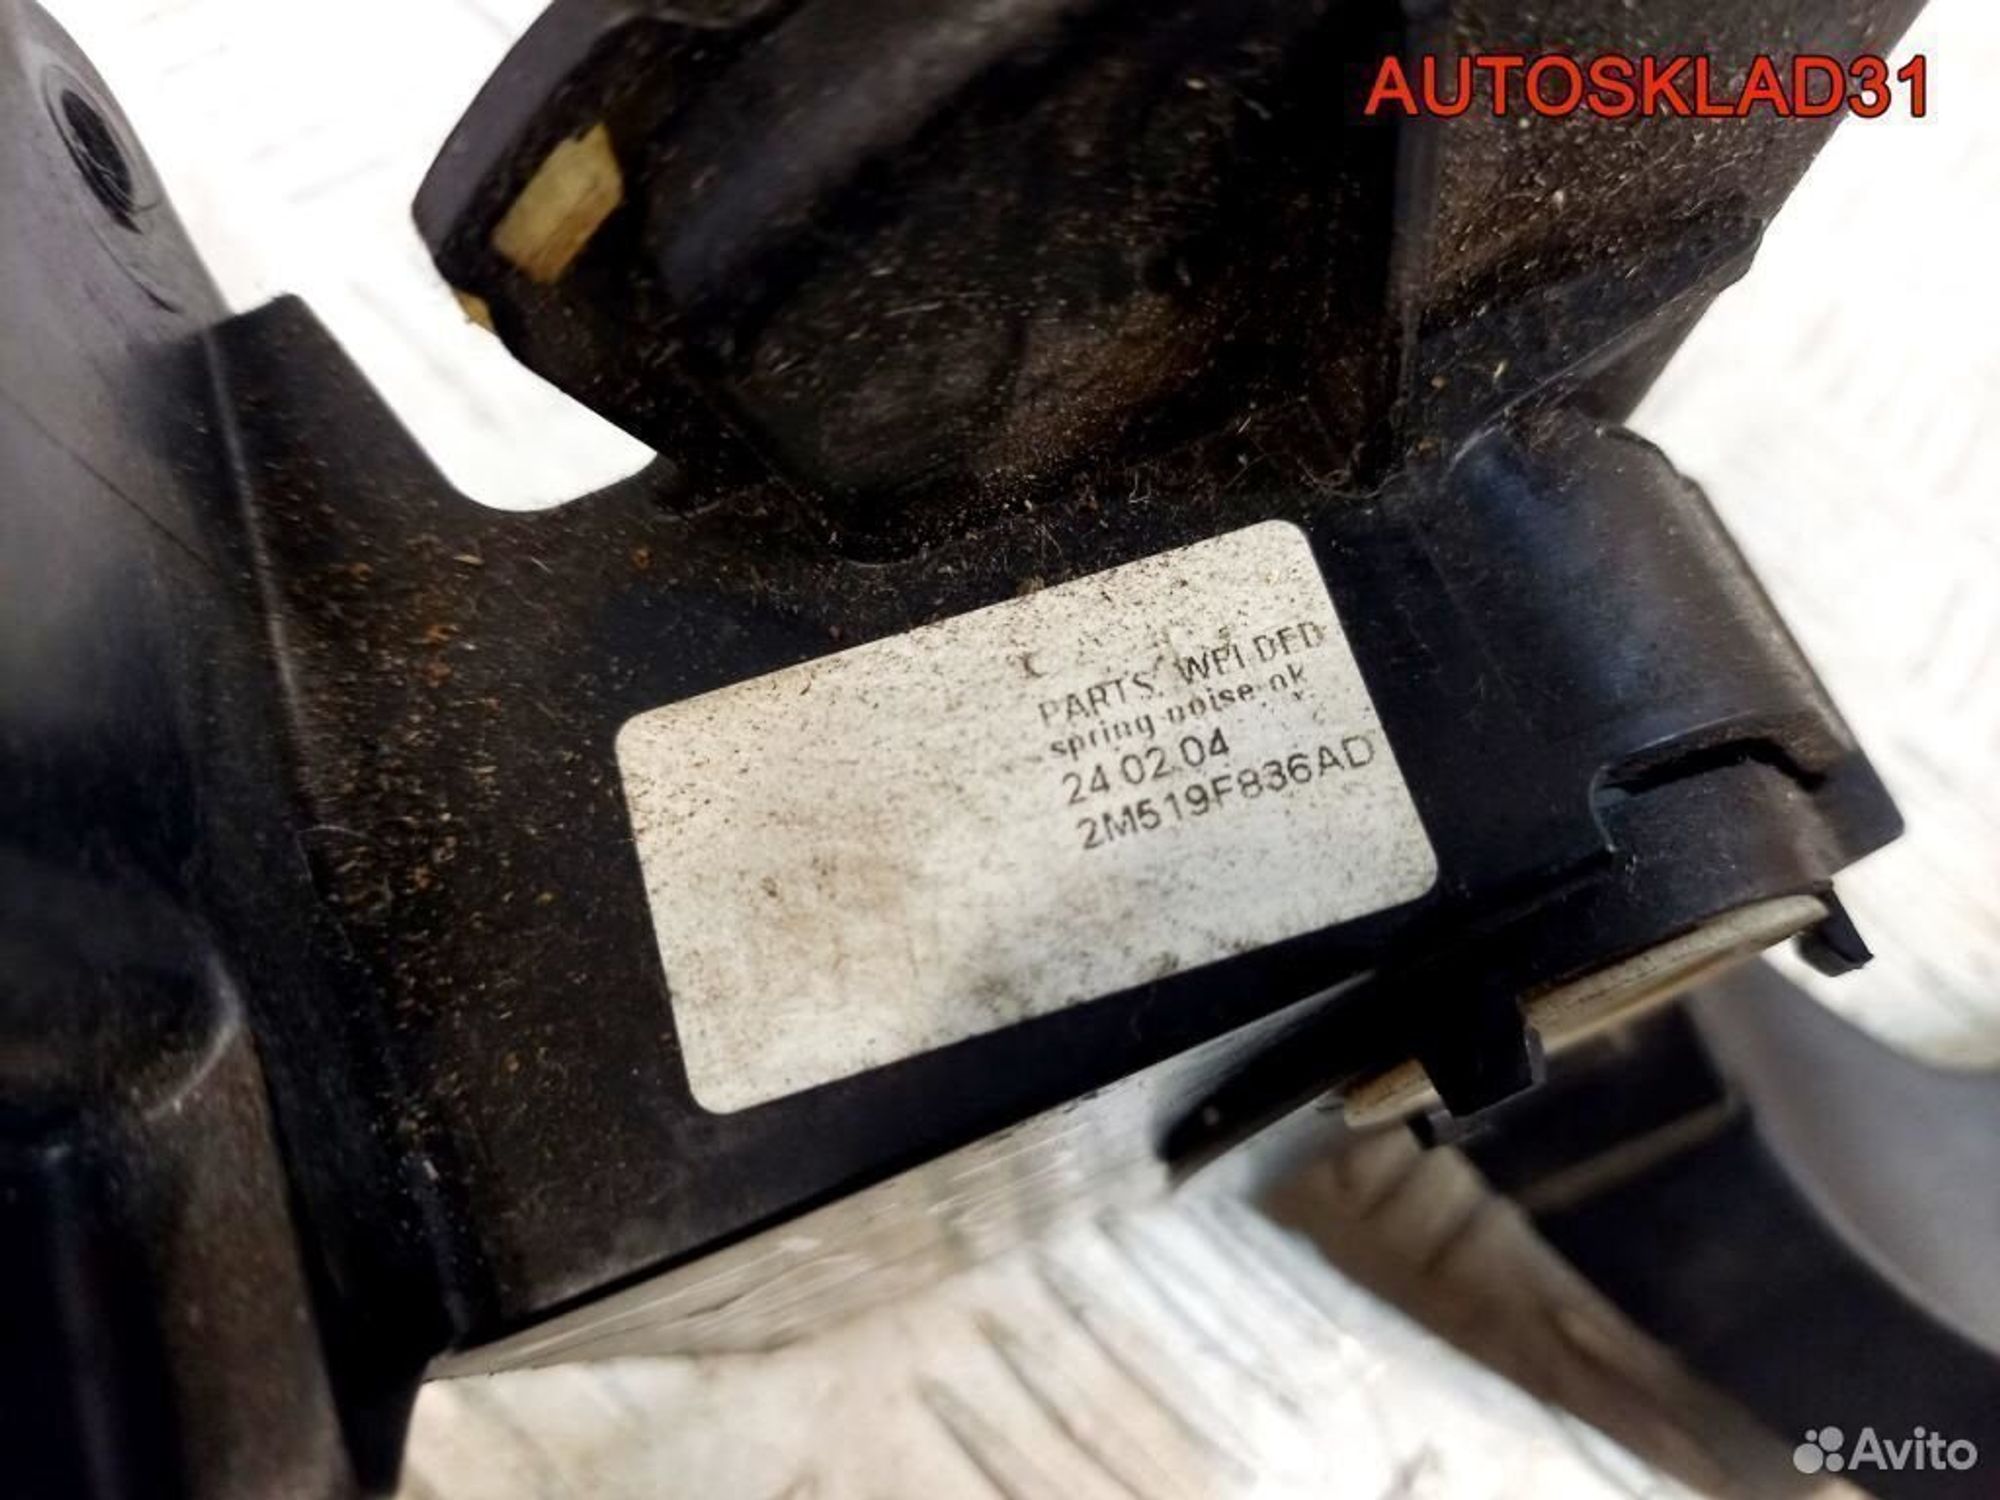 AUTOSKLAD31
PARTS. WELDED
spring noise ok
24.02.04
2M519F836AD
Avito